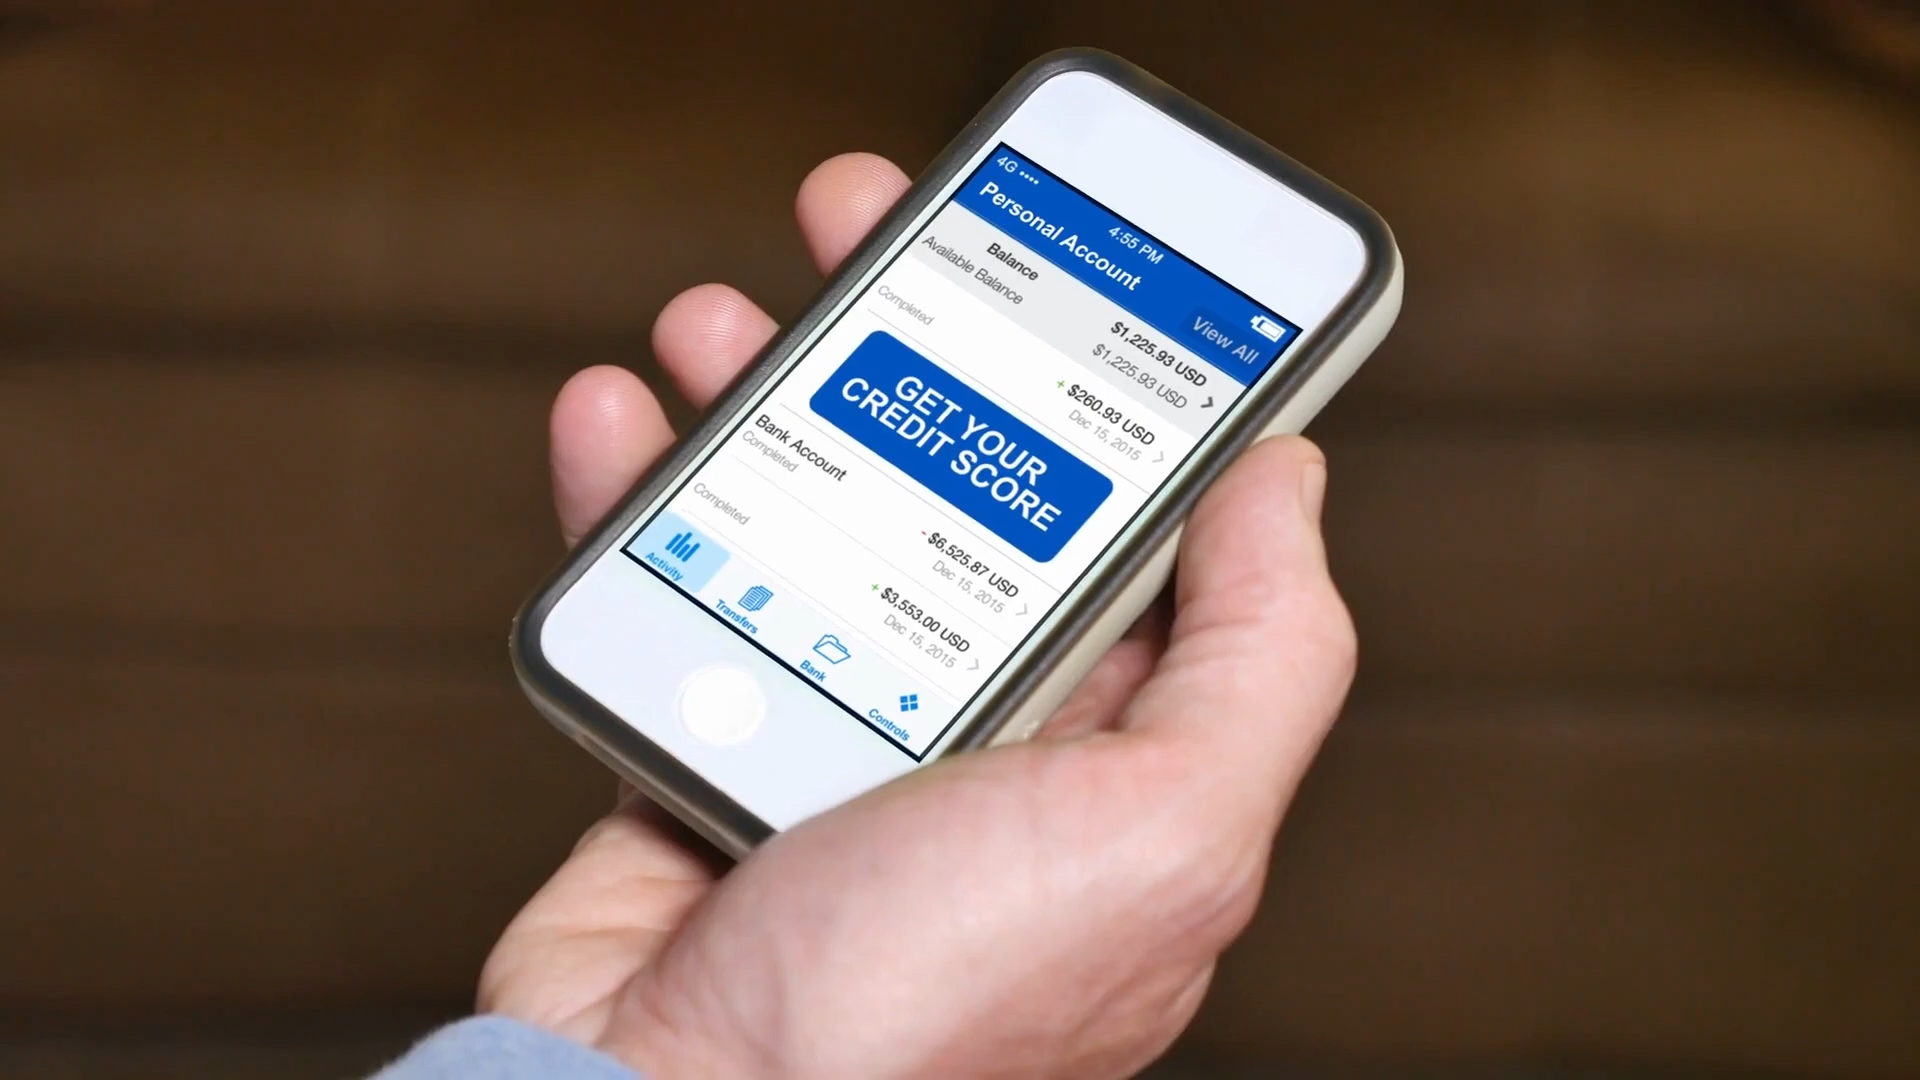 4G
4:55 PM
Personal Account
View All
Balance
$1,225.93 USD
Available Balance
$1,225.93 USD
+ $260.93 USD
Completed
Dec 15, 2015
GET YOUR
CREDIT SCORE
Bank Account
- $6,525.87 USD
Completed
Dec 15, 2015
+ $3,553.00 USD
Completed
Dec 15, 2015
Activity
Transfers
Bank
Controls